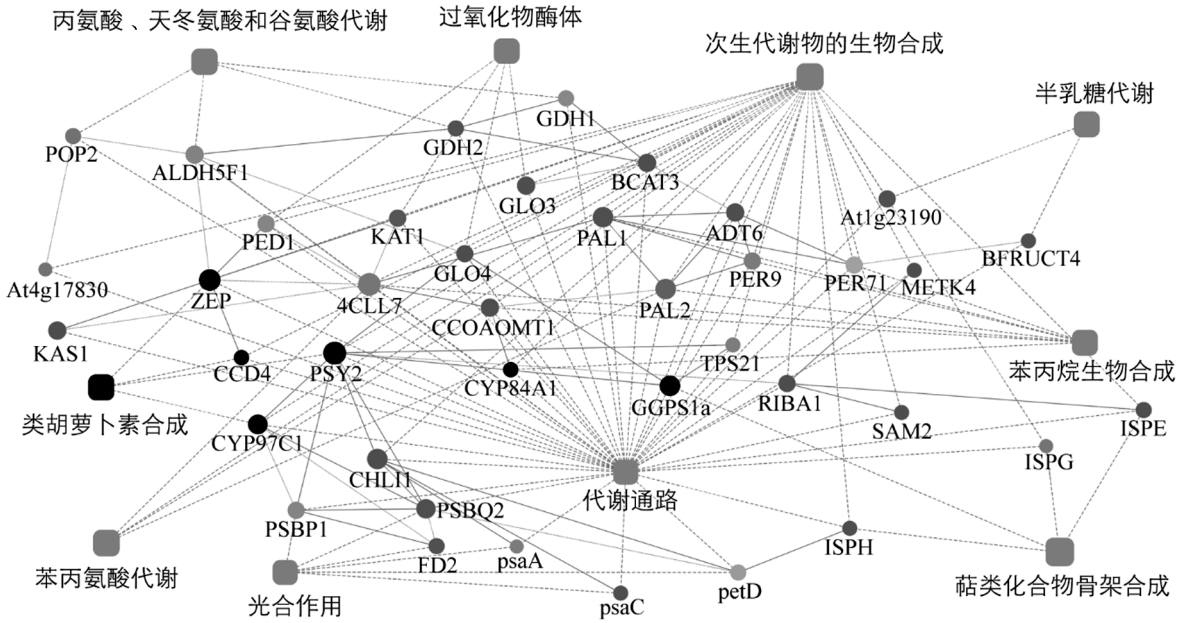 丙氨酸、天冬氨酸和谷氨酸代谢
过氧化物酶体
次生代谢物的生物合成
半乳糖代谢
GDH1
POP2
GDH2
ALDH5F1
BCAT3
GLO3
At1g23190
PED1
KAT1
PAL1
ADT6
BFRUCT4
At4g17830
ZEP
GLO4
PER9
PER71
METK4
4CLL7
PAL2
CCOAOMT1
KAS1
TPS21
CCD4
PSY2
CYP84A1
苯丙烷生物合成
GGPS1a
RIBA1
类胡萝卜素合成
CYP97C1
SAM2
ISPE
ISPG
CHLI1
代谢通路
PSBQ2
PSBP1
ISPH
FD2
psaA
苯丙氨酸代谢
petD
萜类化合物骨架合成
光合作用
psaC